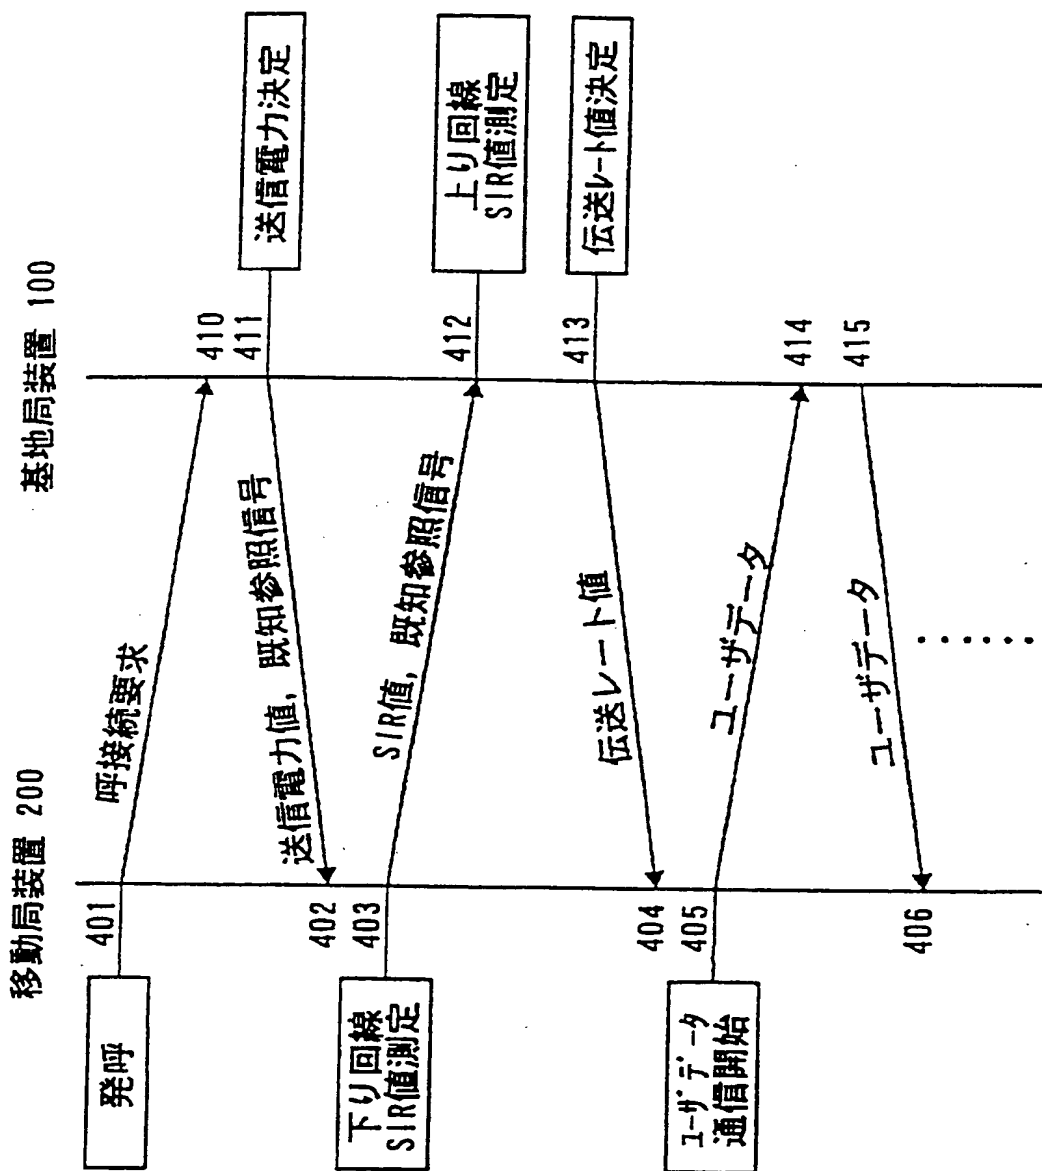 移動局装置 200
基地局装置 100
発呼
401
呼接続要求
410
411
送信電力決定
送信電力値, 既知参照信号
402
403
下り回線
SIR値測定
SIR値, 既知参照信号
412
上り回線
SIR値測定
413
伝送ﾚｰﾄ値決定
伝送レート値
404
405
ﾕｰｻﾞﾃﾞｰﾀ
通信開始
ユーザデータ
414
415
ユーザデータ
406